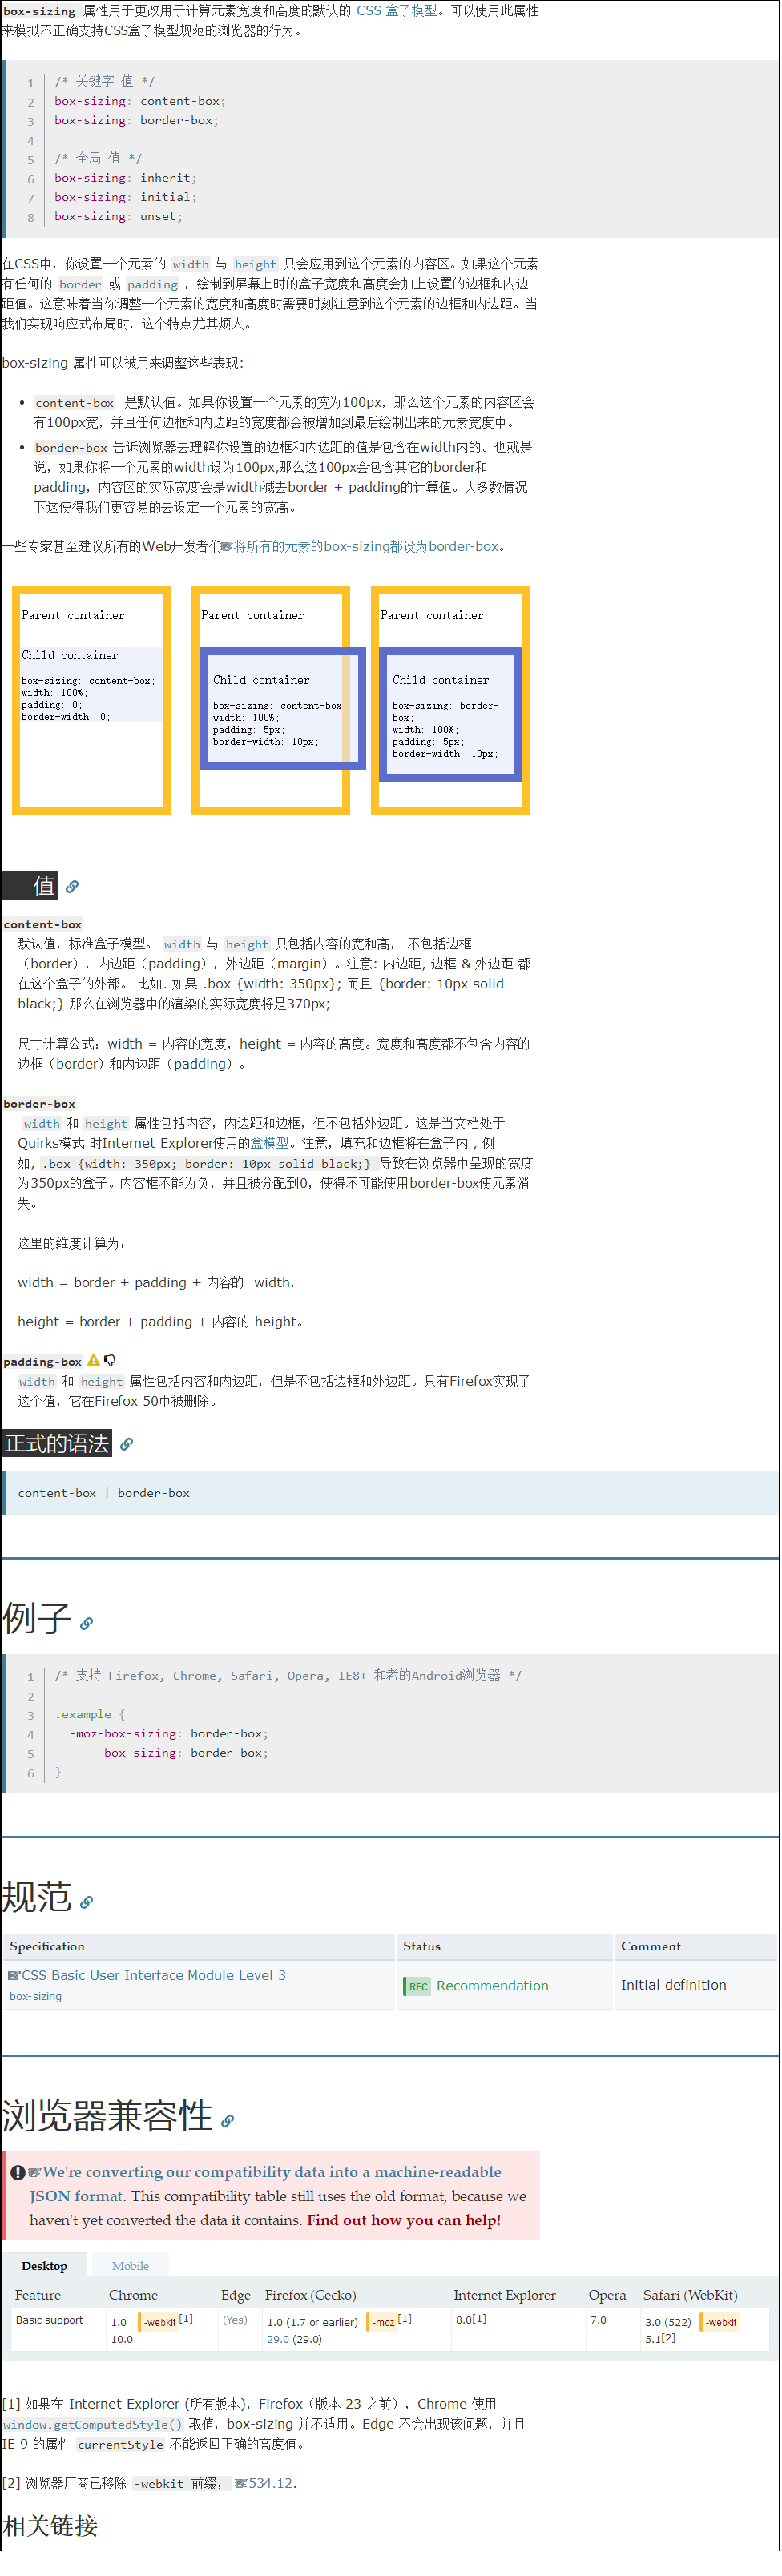 box-sizing 属性用于更改用于计算元素宽度和高度的默认的 CSS 盒子模型。可以使用此属性
来模拟不正确支持CSS盒子模型规范的浏览器的行为。
1 /* 关键字 值 */
2 box-sizing: content-box;
3 box-sizing: border-box;
4
5 /* 全局 值 */
6 box-sizing: inherit;
7 box-sizing: initial;
8 box-sizing: unset;
在CSS中，你设置一个元素的 width 与 height 只会应用到这个元素的内容区。如果这个元素
有任何的 border 或 padding ，绘制到屏幕上时的盒子宽度和高度会加上设置的边框和内边
距值。这意味着当你调整一个元素的宽度和高度时需要时刻注意到这个元素的边框和内边距。当
我们实现响应式布局时，这个特点尤其烦人。
box-sizing 属性可以被用来调整这些表现：
• content-box 是默认值。如果你设置一个元素的宽为100px，那么这个元素的内容区会
有100px宽，并且任何边框和内边距的宽度都会被增加到最后绘制出来的元素宽度中。
• border-box 告诉浏览器去理解你设置的边框和内边距的值是包含在width内的。也就是
说，如果你将一个元素的width设为100px,那么这100px会包含其它的border和
padding，内容区的实际宽度会是width减去border + padding的计算值。大多数情况
下这使得我们更容易的去设定一个元素的宽高。
一些专家甚至建议所有的Web开发者们将所有的元素的box-sizing都设为border-box。
Parent container
Child container
box-sizing: content-box;
width: 100%;
padding: 0;
border-width: 0;
Parent container
Child container
box-sizing: content-box;
width: 100%;
padding: 5px;
border-width: 10px;
Parent container
Child container
box-sizing: border-
box;
width: 100%;
padding: 5px;
border-width: 10px;
值
content-box
默认值，标准盒子模型。 width 与 height 只包括内容的宽和高， 不包括边框
（border），内边距（padding），外边距（margin）。注意: 内边距, 边框 & 外边距 都
在这个盒子的外部。 比如. 如果 .box {width: 350px}; 而且 {border: 10px solid
black;} 那么在浏览器中的渲染的实际宽度将是370px;
尺寸计算公式：width = 内容的宽度，height = 内容的高度。宽度和高度都不包含内容的
边框（border）和内边距（padding）。
border-box
width 和 height 属性包括内容，内边距和边框，但不包括外边距。这是当文档处于
Quirks模式 时Internet Explorer使用的盒模型。注意，填充和边框将在盒子内 , 例
如, .box {width: 350px; border: 10px solid black;} 导致在浏览器中呈现的宽度
为350px的盒子。内容框不能为负，并且被分配到0，使得不可能使用border-box使元素消
失。
这里的维度计算为：
width = border + padding + 内容的 width，
height = border + padding + 内容的 height。
padding-box
width 和 height 属性包括内容和内边距，但是不包括边框和外边距。只有Firefox实现了
这个值，它在Firefox 50中被删除。
正式的语法
content-box | border-box
例子
1 /* 支持 Firefox, Chrome, Safari, Opera, IE8+ 和老的Android浏览器 */
2
3 .example {
4 -moz-box-sizing: border-box;
5 box-sizing: border-box;
6 }
规范
Specification Status Comment
CSS Basic User Interface Module Level 3
box-sizing
REC Recommendation
Initial definition
浏览器兼容性
We're converting our compatibility data into a machine-readable
JSON format. This compatibility table still uses the old format, because we
haven't yet converted the data it contains. Find out how you can help!
Desktop Mobile
Feature Chrome Edge Firefox (Gecko) Internet Explorer Opera Safari (WebKit)
Basic support 1.0 -webkit[1] (Yes) 1.0 (1.7 or earlier) -moz[1] 8.0[1] 7.0 3.0 (522) -webkit
10.0 29.0 (29.0) 5.1[2]
[1] 如果在 Internet Explorer (所有版本)，Firefox（版本 23 之前），Chrome 使用
window.getComputedStyle() 取值，box-sizing 并不适用。Edge 不会出现该问题，并且
IE 9 的属性 currentStyle 不能返回正确的高度值。
[2] 浏览器厂商已移除 -webkit 前缀， 534.12.
相关链接